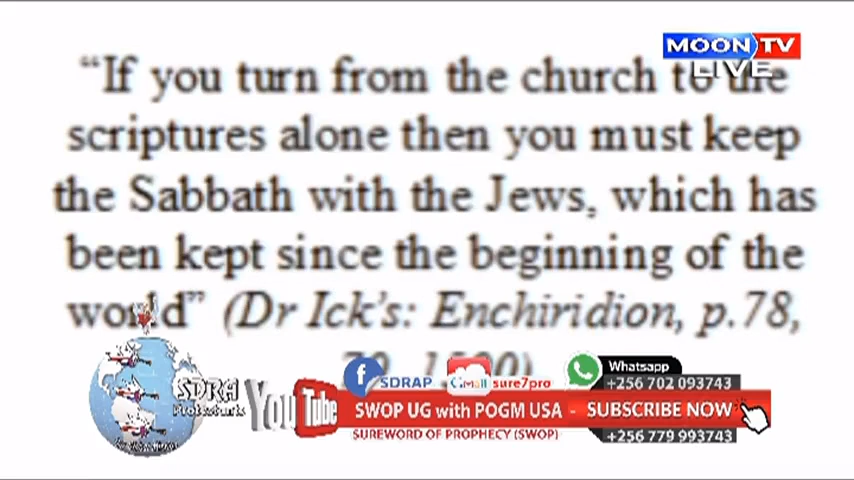 MOON TV
LIVE
“If you turn from the church to the
scriptures alone then you must keep
the Sabbath with the Jews, which has
been kept since the beginning of the
world” (Dr Ick's: Enchiridion, p.78,
SDRA
Protestants
YouTube
SDRAP
Gmail sure7pro
Whatsapp
+256 702 093743
SWOP UG with POGM USA - SUBSCRIBE NOW
SUREWORD OF PROPHECY (SWOP)
+256 779 993743